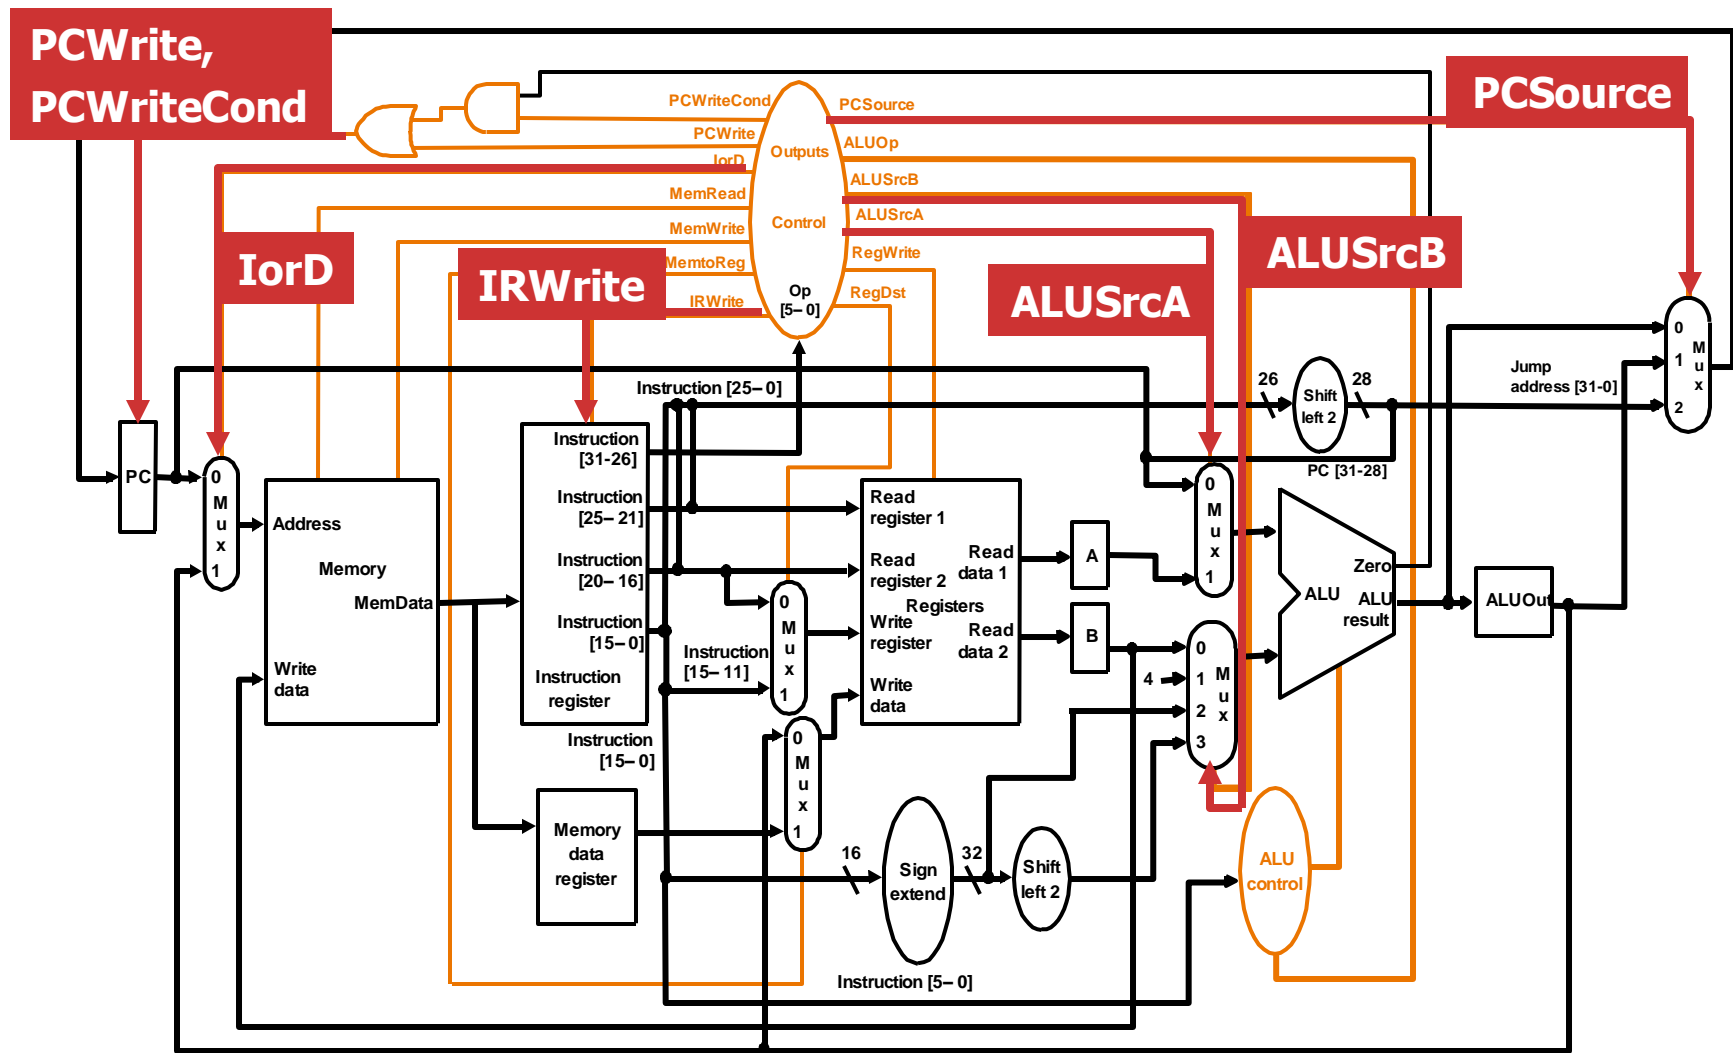 PCWrite,
PCWriteCond
PCSource
IorD
IRWrite
ALUSrcA
ALUSrcB
PCWriteCond
PCWrite
IorD
MemRead
MemWrite
MemtoReg
IRWrite
Outputs
Control
Op
[5–0]
PCSource
ALUOp
ALUSrcB
ALUSrcA
RegWrite
RegDst
Instruction [25–0]
26
Shift
left 2
28
Jump
address [31-0]
PC [31-28]
0
1
2
M
u
x
PC
0
M
u
x
1
Address
Memory
MemData
Write
data
Instruction
[31-26]
Instruction
[25–21]
Instruction
[20–16]
Instruction
[15–0]
Instruction
register
Instruction
[15–11]
0
M
u
x
1
Read
register 1
Read
register 2
Registers
Write
register
Write
data
Read
data 1
Read
data 2
A
B
0
M
u
x
1
4
0
1
2
3
M
u
x
Zero
ALU
ALU
result
ALUOut
Instruction
[15–0]
0
M
u
x
1
Memory
data
register
16
Sign
extend
32
Shift
left 2
ALU
control
Instruction [5–0]